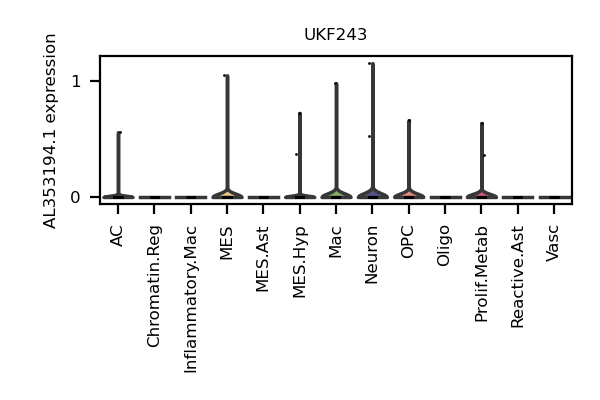 UKF243
AL353194.1 expression
1
0
AC
Chromatin.Reg
Inflammatory.Mac
MES
MES.Ast
MES.Hyp
Mac
Neuron
OPC
Oligo
Prolif.Metab
Reactive.Ast
Vasc